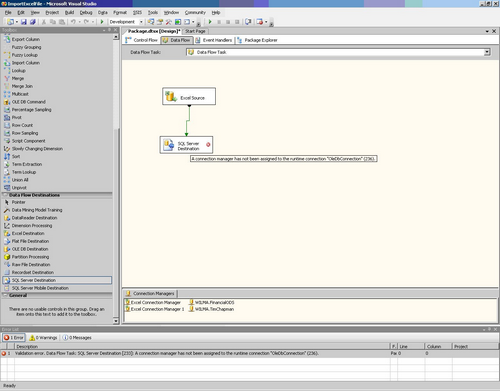 ImportExcelFile - Microsoft Visual Studio
File Edit View Project Build Debug Data Format SSIS Tools Window Community Help
Development
Toolbox
Export Column
Fuzzy Grouping
Fuzzy Lookup
Import Column
Lookup
Merge
Merge Join
Multicast
OLE DB Command
Percentage Sampling
Pivot
Row Count
Row Sampling
Script Component
Slowly Changing Dimension
Sort
Term Extraction
Term Lookup
Union All
Unpivot
Data Flow Destinations
Pointer
Data Mining Model Training
DataReader Destination
Dimension Processing
Excel Destination
Flat File Destination
OLE DB Destination
Partition Processing
Raw File Destination
Recordset Destination
SQL Server Destination
SQL Server Mobile Destination
General
There are no usable controls in this group. Drag an
item onto this text to add it to the toolbox.
Package.dtsx [Design]* Start Page
Control Flow Data Flow Event Handlers Package Explorer
Data Flow Task: Data Flow Task
Excel Source
SQL Server
Destination
A connection manager has not been assigned to the runtime connection "OleDbConnection" (236).
Connection Managers
Excel Connection Manager WILMA.FinancialODS
Excel Connection Manager 1 WILMA.TimChapman
Error List
1 Error 0 Warnings 0 Messages
Description F. Line Column Project
1 Validation error. Data Flow Task: SQL Server Destination [233]: A connection manager has not been assigned to the runtime connection "OleDbConnection" (236). Pac 0 0
Ready